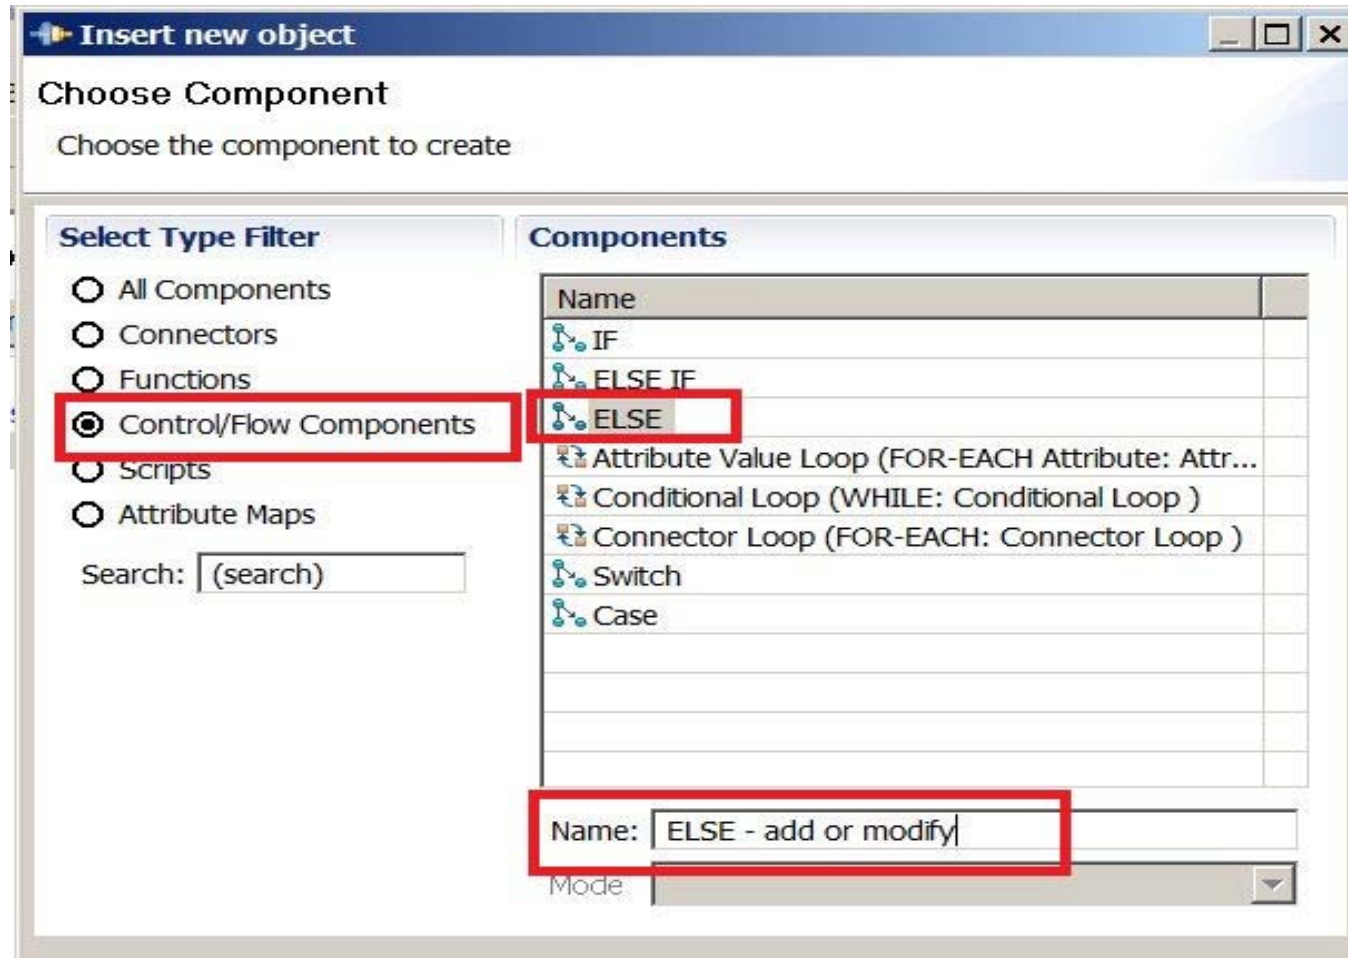 Insert new object
Choose Component
Choose the component to create
Select Type Filter
All Components
Connectors
Functions
Control/Flow Components
Scripts
Attribute Maps
Search: (search)
Components
Name
IF
ELSE IF
ELSE
Attribute Value Loop (FOR-EACH Attribute: Attr...
Conditional Loop (WHILE: Conditional Loop )
Connector Loop (FOR-EACH: Connector Loop )
Switch
Case
Name: ELSE - add or modify
Mode